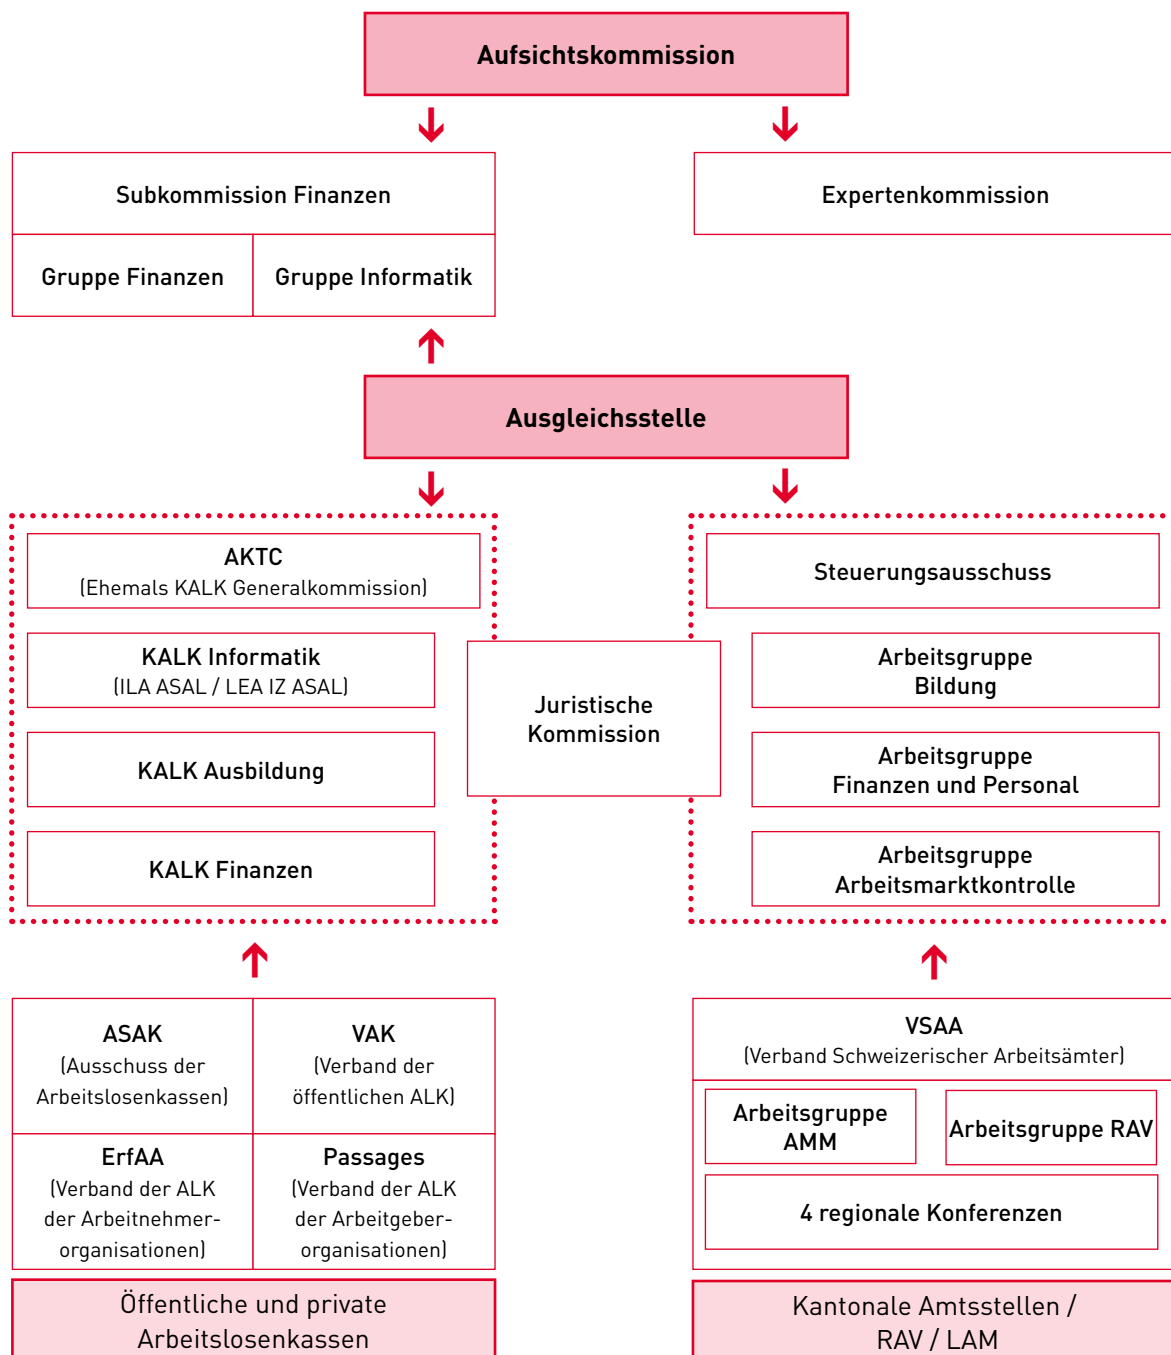 Aufsichtskommission
Subkommission Finanzen
Gruppe Finanzen
Gruppe Informatik
Expertenkommission
Ausgleichsstelle
AKTC
(Ehemals KALK Generalkommission)
KALK Informatik
(ILA ASAL / LEA IZ ASAL)
KALK Ausbildung
KALK Finanzen
Juristische
Kommission
Steuerungsausschuss
Arbeitsgruppe
Bildung
Arbeitsgruppe
Finanzen und Personal
Arbeitsgruppe
Arbeitsmarktkontrolle
ASAK
(Ausschuss der
Arbeitslosenkassen)
VAK
(Verband der
öffentlichen ALK)
ErfAA
(Verband der ALK
der Arbeitnehmer-
organisationen)
Passages
(Verband der ALK
der Arbeitgeber-
organisationen)
Öffentliche und private
Arbeitslosenkassen
VSAA
(Verband Schweizerischer Arbeitsämter)
Arbeitsgruppe
AMM
Arbeitsgruppe RAV
4 regionale Konferenzen
Kantonale Amtsstellen /
RAV / LAM